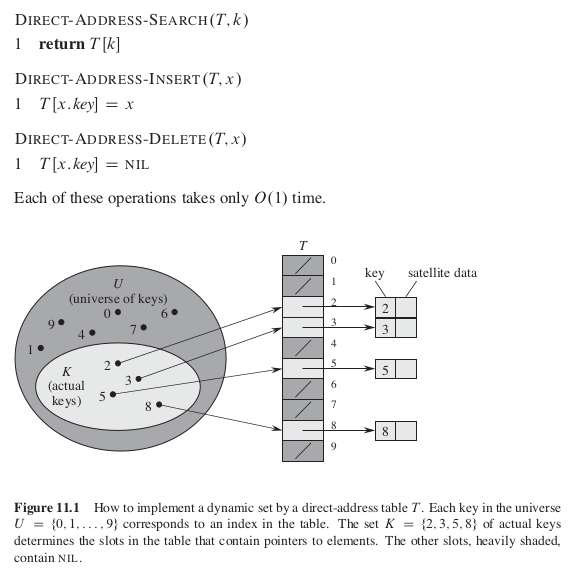 DIRECT-ADDRESS-SEARCH(T, k)
1 return T[k]
DIRECT-ADDRESS-INSERT(T, x)
1 T[x.key] = x
DIRECT-ADDRESS-DELETE(T, x)
1 T[x.key] = NIL
Each of these operations takes only O(1) time.
T
0
1
2
3
4
5
6
7
8
9
key satellite data
2
3
5
8
U
(universe of keys)
0 6
9 4 7
1
K
(actual
keys)
2
3
5
8
Figure 11.1 How to implement a dynamic set by a direct-address table T. Each key in the universe
U = {0, 1, . . . , 9} corresponds to an index in the table. The set K = {2, 3, 5, 8} of actual keys
determines the slots in the table that contain pointers to elements. The other slots, heavily shaded,
contain NIL.